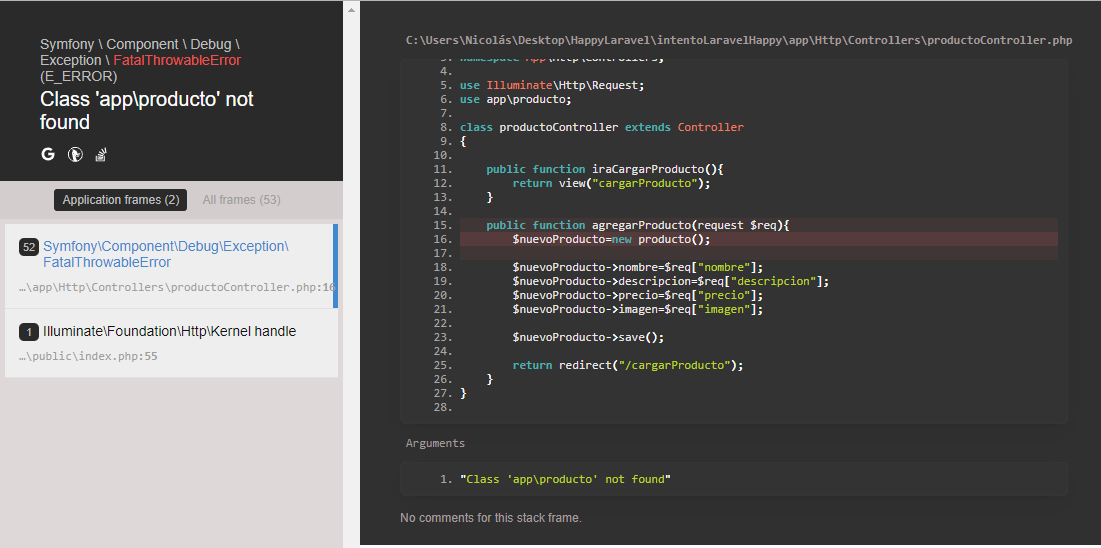 Symfony \ Component \ Debug \
Exception \ FatalThrowableError
(E_ERROR)
Class 'app\producto' not
found
Application frames (2)
All frames (53)
52 Symfony\Component\Debug\Exception\
FatalThrowableError
…\app\Http\Controllers\productoController.php:16
1 Illuminate\Foundation\Http\Kernel handle
…\public\index.php:55
C:\Users\Nicolás\Desktop\HappyLaravel\intentoLaravelHappy\app\Http\Controllers\productoController.php
3. namespace App\Http\Controllers;
4.
5. use Illuminate\Http\Request;
6. use app\producto;
7.
8. class productoController extends Controller
9. {
10.
11.     public function iraCargarProducto(){
12.         return view("cargarProducto");
13.     }
14.
15.     public function agregarProducto(request $req){
16.         $nuevoProducto=new producto();
17.
18.         $nuevoProducto->nombre=$req["nombre"];
19.         $nuevoProducto->descripcion=$req["descripcion"];
20.         $nuevoProducto->precio=$req["precio"];
21.         $nuevoProducto->imagen=$req["imagen"];
22.
23.         $nuevoProducto->save();
24.
25.         return redirect("/cargarProducto");
26.     }
27. }
28.
Arguments
1. "Class 'app\producto' not found"
No comments for this stack frame.